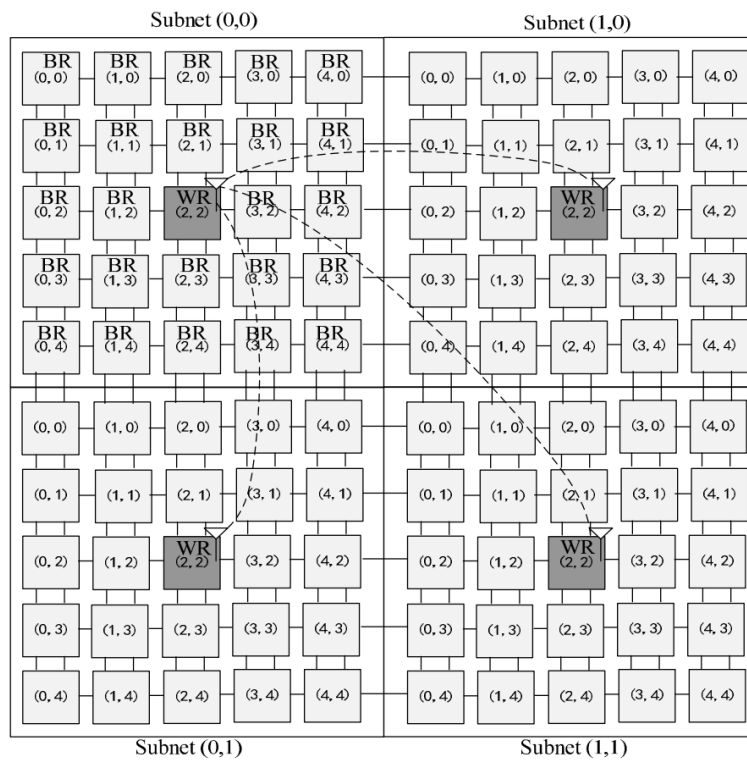 Subnet (0,0) Subnet (1,0)
BR BR BR BR BR
(0, 0) (1, 0) (2, 0) (3, 0) (4, 0) (0, 0) (1, 0) (2, 0) (3, 0) (4, 0)
BR BR BR BR BR
(0, 1) (1, 1) (2, 1) (3, 1) (4, 1) (0, 1) (1, 1) (2, 1) (3, 1) (4, 1)
BR BR WR BR BR WR
(0, 2) (1, 2) (2, 2) (3, 2) (4, 2) (0, 2) (1, 2) (2, 2) (3, 2) (4, 2)
BR BR BR BR BR
(0, 3) (1, 3) (2, 3) (3, 3) (4, 3) (0, 3) (1, 3) (2, 3) (3, 3) (4, 3)
BR BR BR BR BR
(0, 4) (1, 4) (2, 4) (3, 4) (4, 4) (0, 4) (1, 4) (2, 4) (3, 4) (4, 4)
(0, 0) (1, 0) (2, 0) (3, 0) (4, 0) (0, 0) (1, 0) (2, 0) (3, 0) (4, 0)
(0, 1) (1, 1) (2, 1) (3, 1) (4, 1) (0, 1) (1, 1) (2, 1) (3, 1) (4, 1)
WR WR
(0, 2) (1, 2) (2, 2) (3, 2) (4, 2) (0, 2) (1, 2) (2, 2) (3, 2) (4, 2)
(0, 3) (1, 3) (2, 3) (3, 3) (4, 3) (0, 3) (1, 3) (2, 3) (3, 3) (4, 3)
(0, 4) (1, 4) (2, 4) (3, 4) (4, 4) (0, 4) (1, 4) (2, 4) (3, 4) (4, 4)
Subnet (0,1) Subnet (1,1)